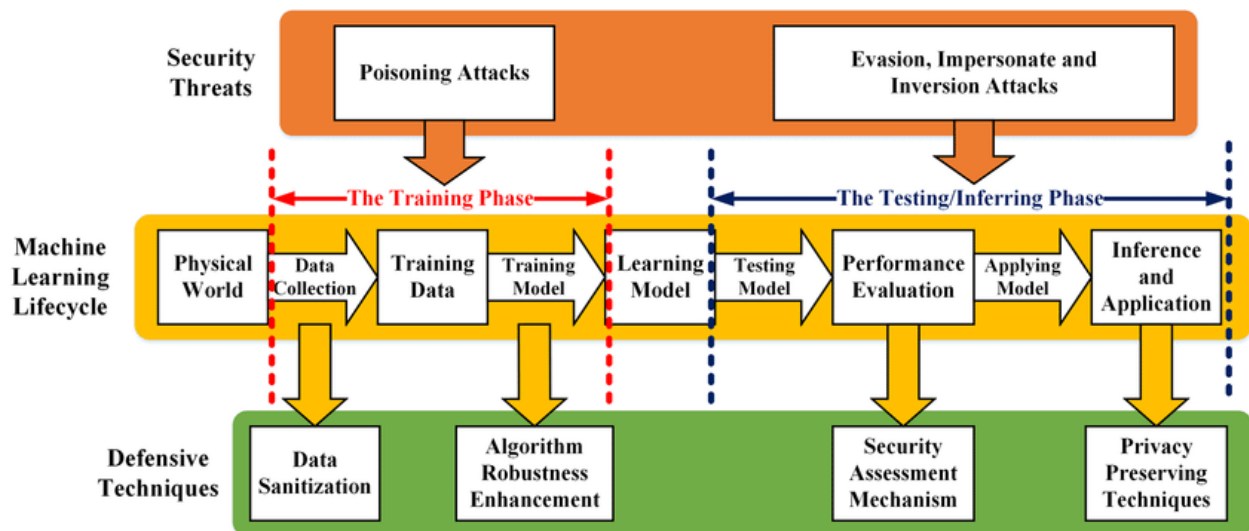 Security
Threats
Poisoning Attacks
Evasion, Impersonate and
Inversion Attacks
The Training Phase
The Testing/Inferring Phase
Machine
Learning
Lifecycle
Physical
World
Data
Collection
Training
Data
Training
Model
Learning
Model
Testing
Model
Performance
Evaluation
Applying
Model
Inference
and
Application
Defensive
Techniques
Data
Sanitization
Algorithm
Robustness
Enhancement
Security
Assessment
Mechanism
Privacy
Preserving
Techniques